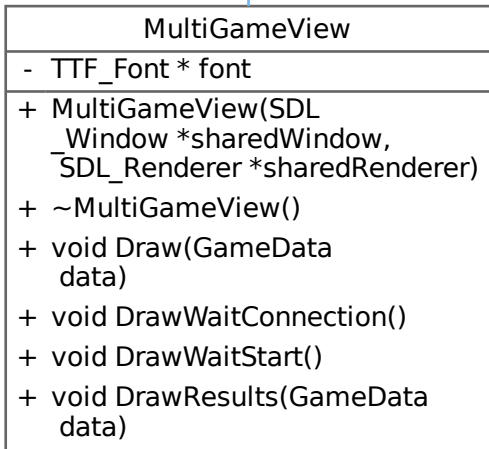 MultiGameView
- TTF_Font * font
+ MultiGameView(SDL
_Window *sharedWindow,
SDL_Renderer *sharedRenderer)
+ ~MultiGameView()
+ void Draw(GameData
data)
+ void DrawWaitConnection()
+ void DrawWaitStart()
+ void DrawResults(GameData
data)